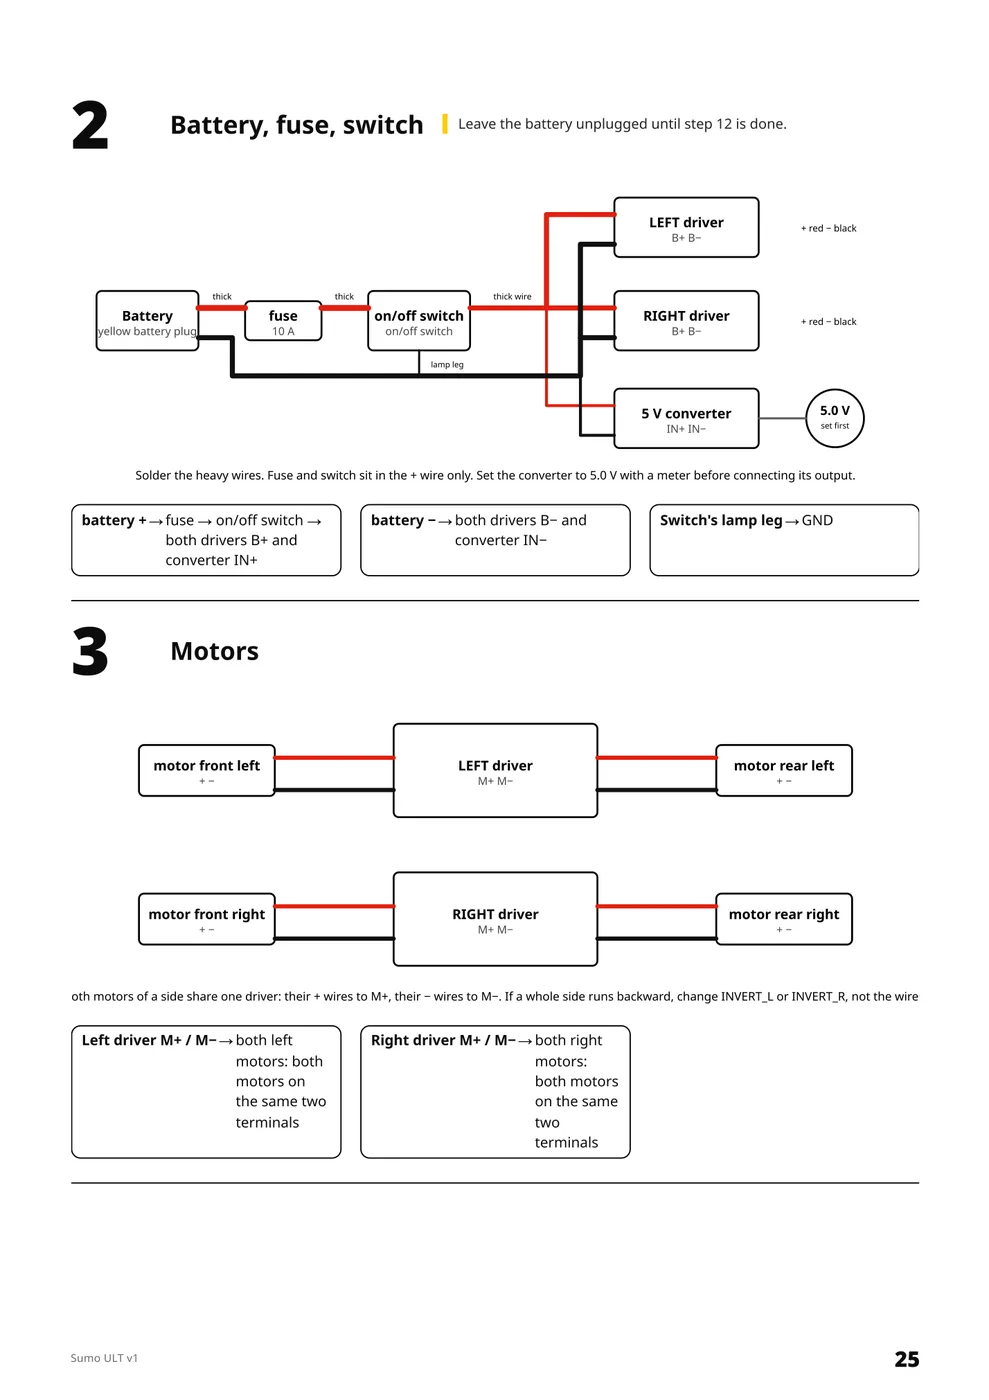 2
Battery, fuse, switch
Leave the battery unplugged until step 12 is done.
LEFT driver
B+ B−
+ red − black
thick
thick
thick wire
Battery
yellow battery plug
fuse
10 A
on/off switch
on/off switch
RIGHT driver
B+ B−
+ red − black
lamp leg
5 V converter
IN+ IN−
5.0 V
set first
Solder the heavy wires. Fuse and switch sit in the + wire only. Set the converter to 5.0 V with a meter before connecting its output.
battery + → fuse → on/off switch →
both drivers B+ and
converter IN+
battery − → both drivers B− and
converter IN−
Switch's lamp leg → GND
3
Motors
motor front left
+ −
LEFT driver
M+ M−
motor rear left
+ −
motor front right
+ −
RIGHT driver
M+ M−
motor rear right
+ −
oth motors of a side share one driver: their + wires to M+, their − wires to M−. If a whole side runs backward, change INVERT_L or INVERT_R, not the wire
Left driver M+ / M− → both left
motors: both
motors on
the same two
terminals
Right driver M+ / M− → both right
motors:
both motors
on the same
two
terminals
Sumo ULT v1
25